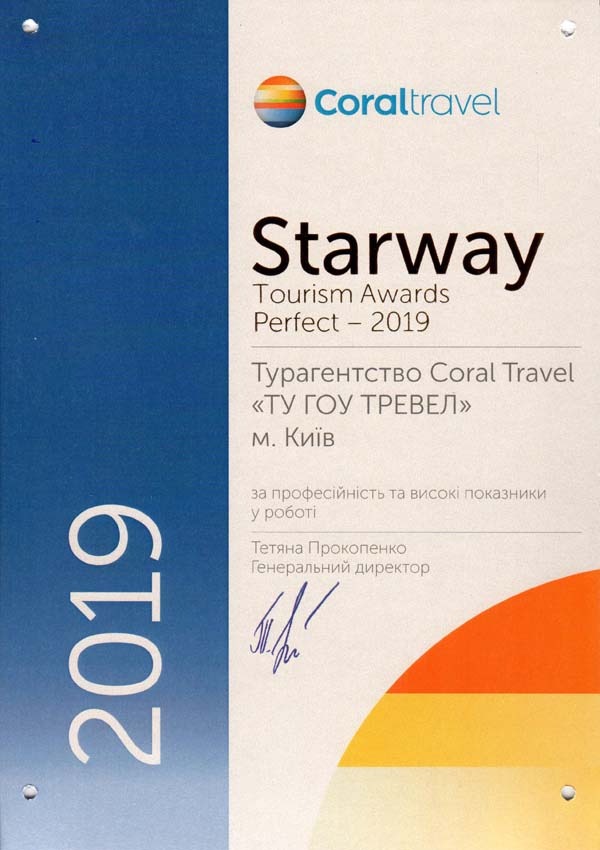 Coraltravel
Starway
Tourism Awards
Perfect – 2019
Турагентство Coral Travel
«ТУ ГОУ ТРЕВЕЛ»
м. Київ
за професійність та високі показники
у роботі
Тетяна Прокопенко
Генеральний директор
2019